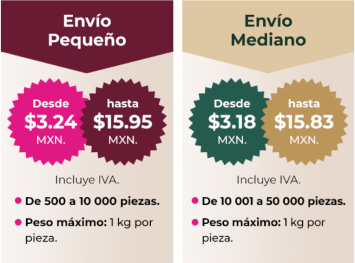 Envío
Pequeño
Desde
$3.24
MXN.
hasta
$15.95
MXN.
Incluye IVA.
De 500 a 10 000 piezas.
Peso máximo: 1 kg por
pieza.
Envío
Mediano
Desde
$3.18
MXN.
hasta
$15.83
MXN.
Incluye IVA.
De 10 001 a 50 000 piezas.
Peso máximo: 1 kg por
pieza.